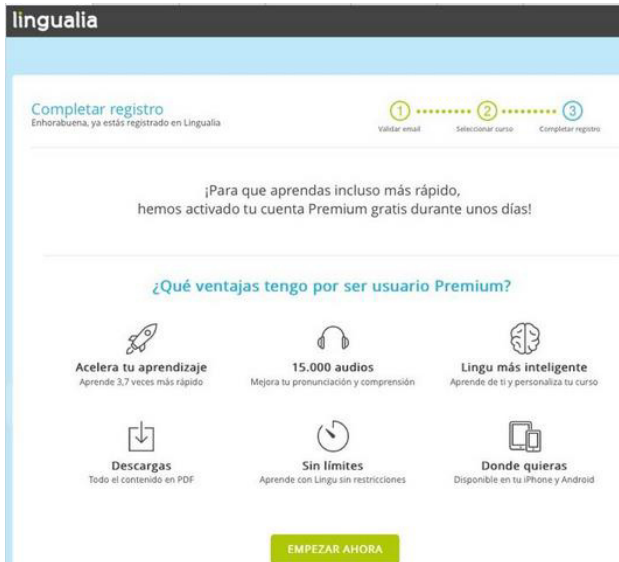 lingualia
Completar registro
Enhorabuena, ya estás registrado en Lingualia
1 2 3
Validar email Seleccionar curso Completar registro
¡Para que aprendas incluso más rápido,
hemos activado tu cuenta Premium gratis durante unos días!
¿Qué ventajas tengo por ser usuario Premium?
Acelera tu aprendizaje
Aprende 3,7 veces más rápido
15.000 audios
Mejora tu pronunciación y comprensión
Lingu más inteligente
Aprende de ti y personaliza tu curso
Descargas
Todo el contenido en PDF
Sin límites
Aprende con Lingu sin restricciones
Donde quieras
Disponible en tu iPhone y Android
EMPEZAR AHORA